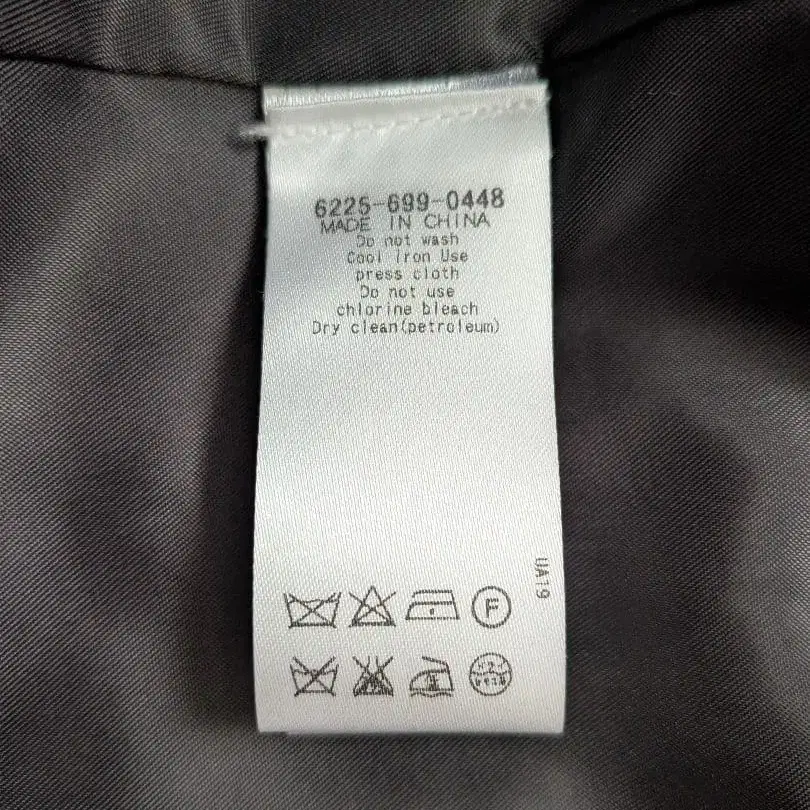 6225-699-0448
MADE IN CHINA
Do not wash
Cool Iron Use
press cloth
Do not use
chlorine bleach
Dry clean(petroleum)
UA19
F